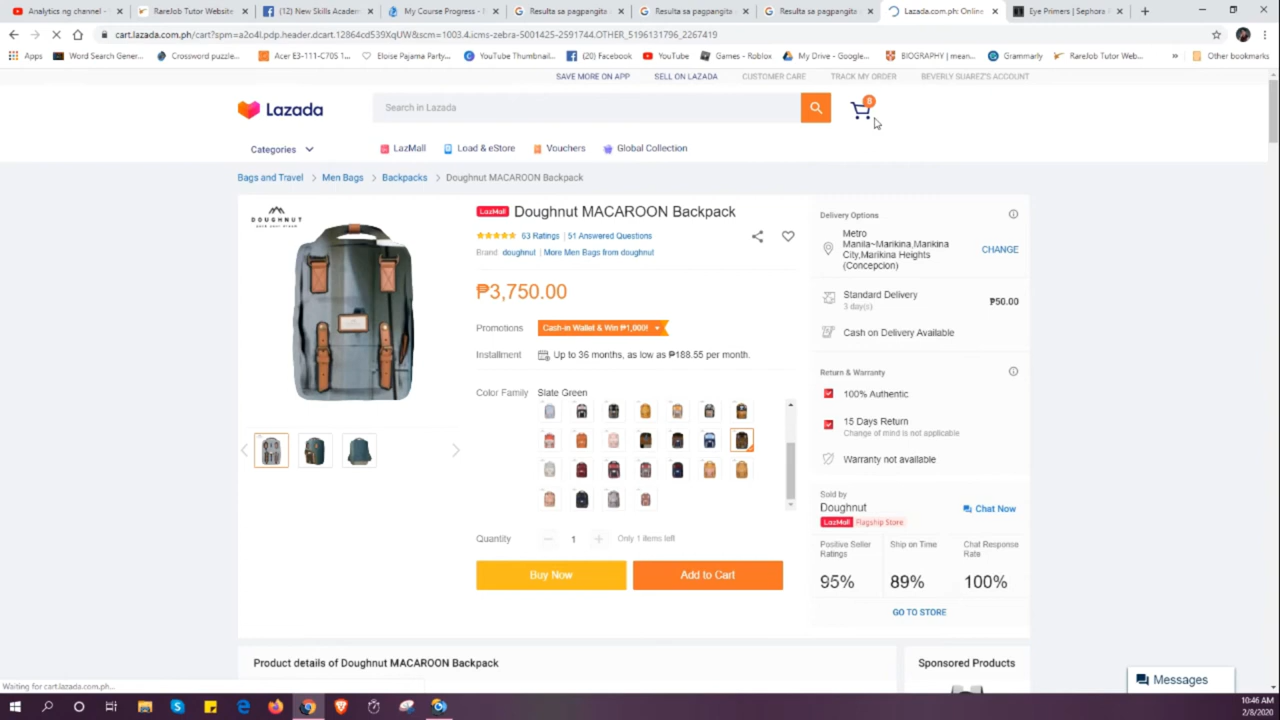 Analytics on your channel -
RareJob Tutor Website
(12) New Skills Academ
My Course Progress -
Resulta sa pagpangita
Resulta sa pagpangita
Resulta sa pagpangita
Lazada.com.ph: Online
Eye Primers | Sephora
cart.lazada.com.ph/cart?spm=a2o4l.pdp.header.dcart.12864cd539XqUW&scm=1003.4.icms-zebra-5001425-2591744.OTHER_5196131796_2267419
Apps
Word Search Gener...
Crossword puzzle...
Acer E3-111-C705 1...
Eloise Pajama Party...
YouTube Thumbnail...
(20) Facebook
YouTube
Games - Roblox
My Drive - Google...
BIOGRAPHY | mean...
Grammarly
RareJob Tutor Web...
»
Other bookmarks
SAVE MORE ON APP
SELL ON LAZADA
CUSTOMER CARE
TRACK MY ORDER
BEVERLY SUAREZ'S ACCOUNT
Lazada
Search in Lazada
Categories
LazMall
Load & eStore
Vouchers
Global Collection
Bags and Travel > Men Bags > Backpacks > Doughnut MACAROON Backpack
DOUGHNUT
LazMall Doughnut MACAROON Backpack
63 Ratings | 51 Answered Questions
Brand doughnut | More Men Bags from doughnut
₱3,750.00
Promotions Cash-in Wallet & Win ₱1,000!
Installment Up to 36 months, as low as ₱188.55 per month.
Color Family Slate Green
Quantity - 1 + Only 1 items left
Buy Now
Add to Cart
Delivery Options
Metro
Manila~Marikina,Marikina
City,Marikina Heights
(Concepcion)
CHANGE
Standard Delivery ₱50.00
3 day(s)
Cash on Delivery Available
Return & Warranty
100% Authentic
15 Days Return
Change of mind is not applicable
Warranty not available
Sold by
Doughnut
Chat Now
LazMall Flagship Store
Positive Seller Ratings
Ship on Time
Chat Response Rate
95%
89%
100%
GO TO STORE
Product details of Doughnut MACAROON Backpack
Sponsored Products
Messages
Waiting for cart.lazada.com.ph...
10:46 AM
2/8/2020